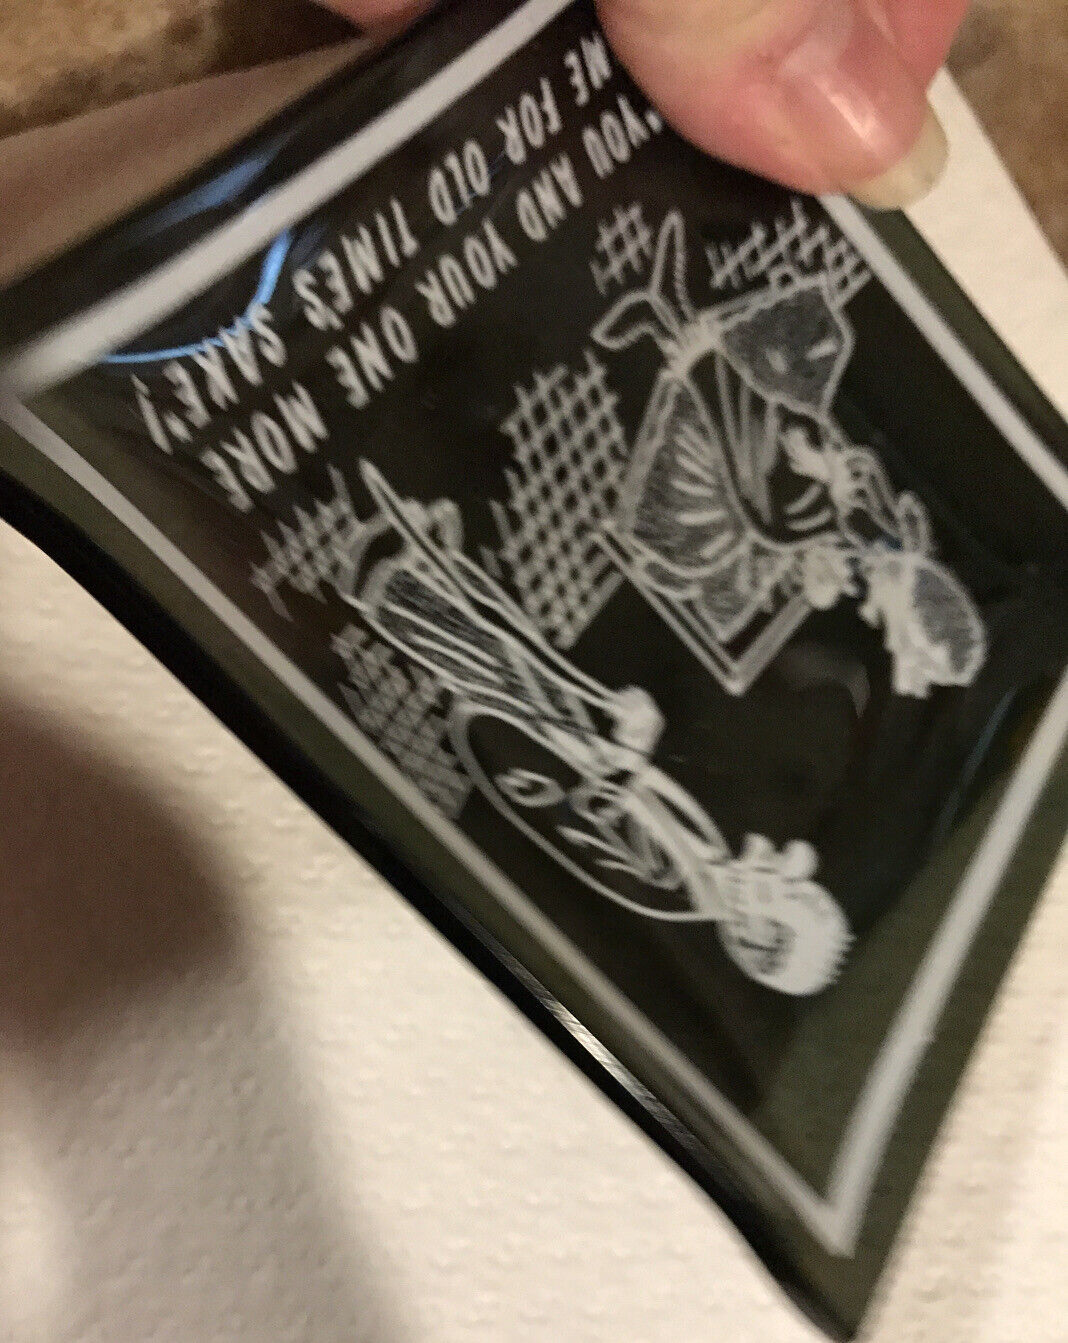 "YOU AND YOUR ONE MORE
ME FOR OLD TIME'S SAKE"!